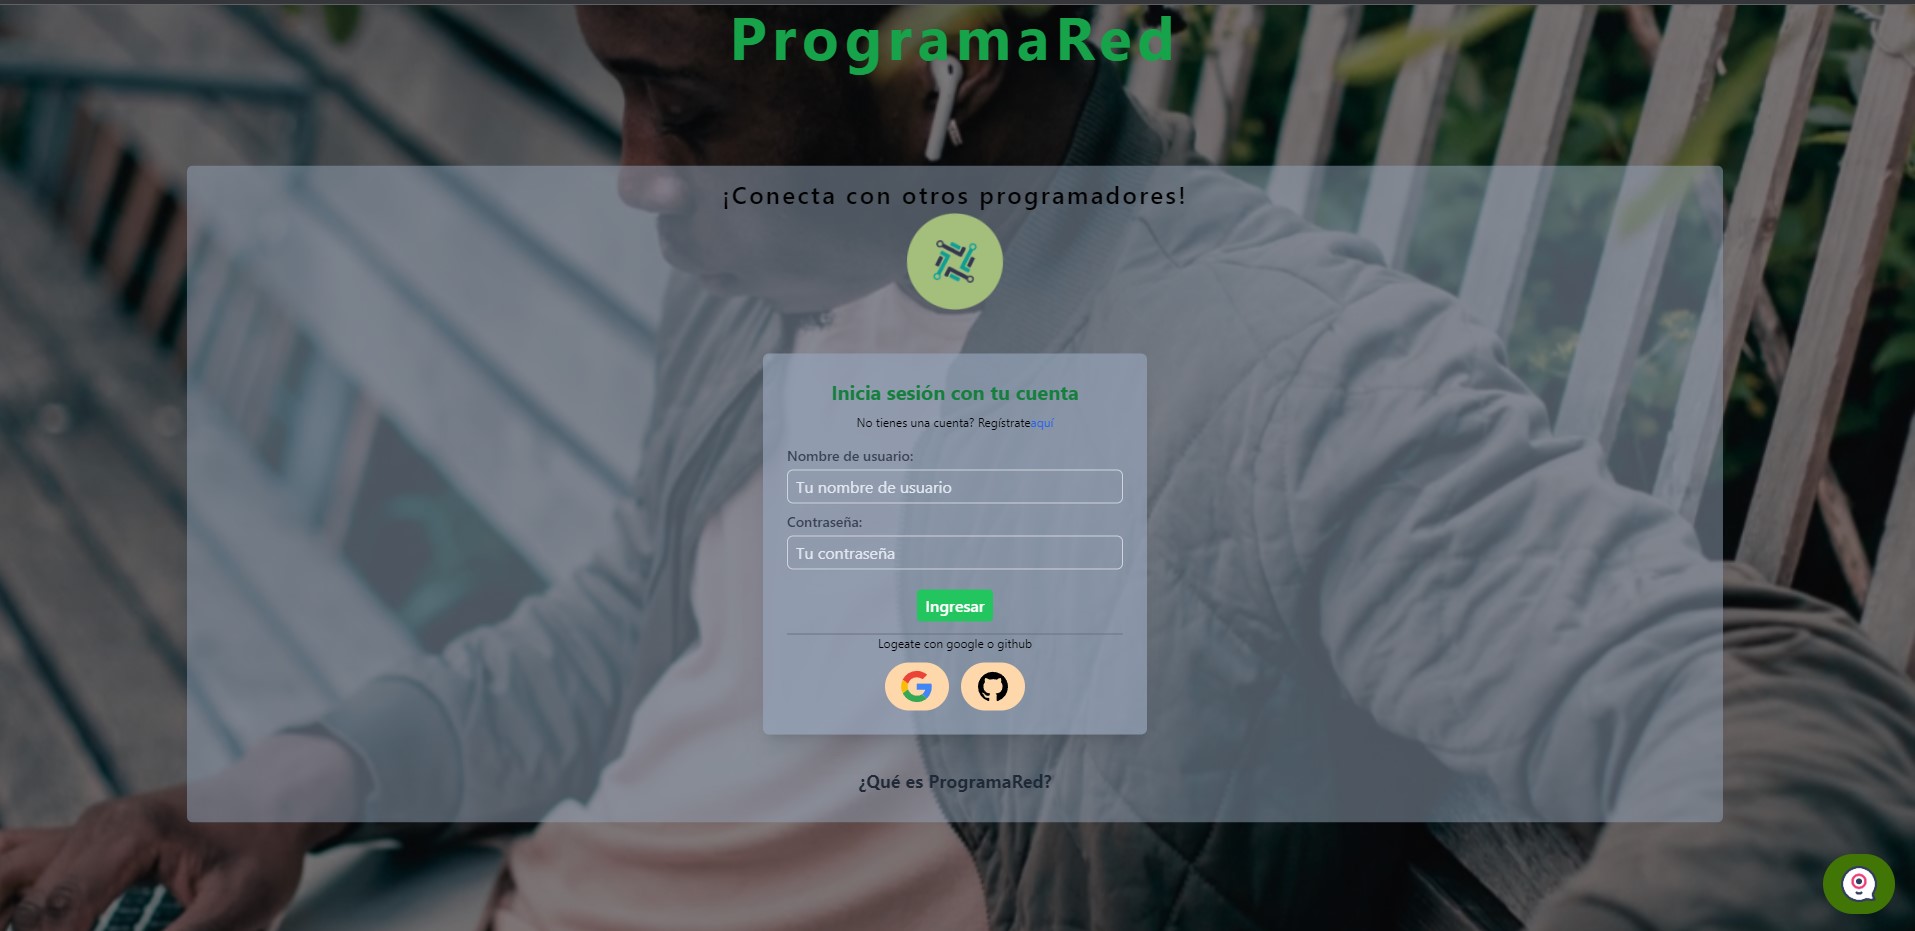 ProgramaRed
¡Conecta con otros programadores!
Inicia sesión con tu cuenta
No tienes una cuenta? Regístrateaquí
Nombre de usuario:
Tu nombre de usuario
Contraseña:
Tu contraseña
Ingresar
Logeate con google o github
¿Qué es ProgramaRed?